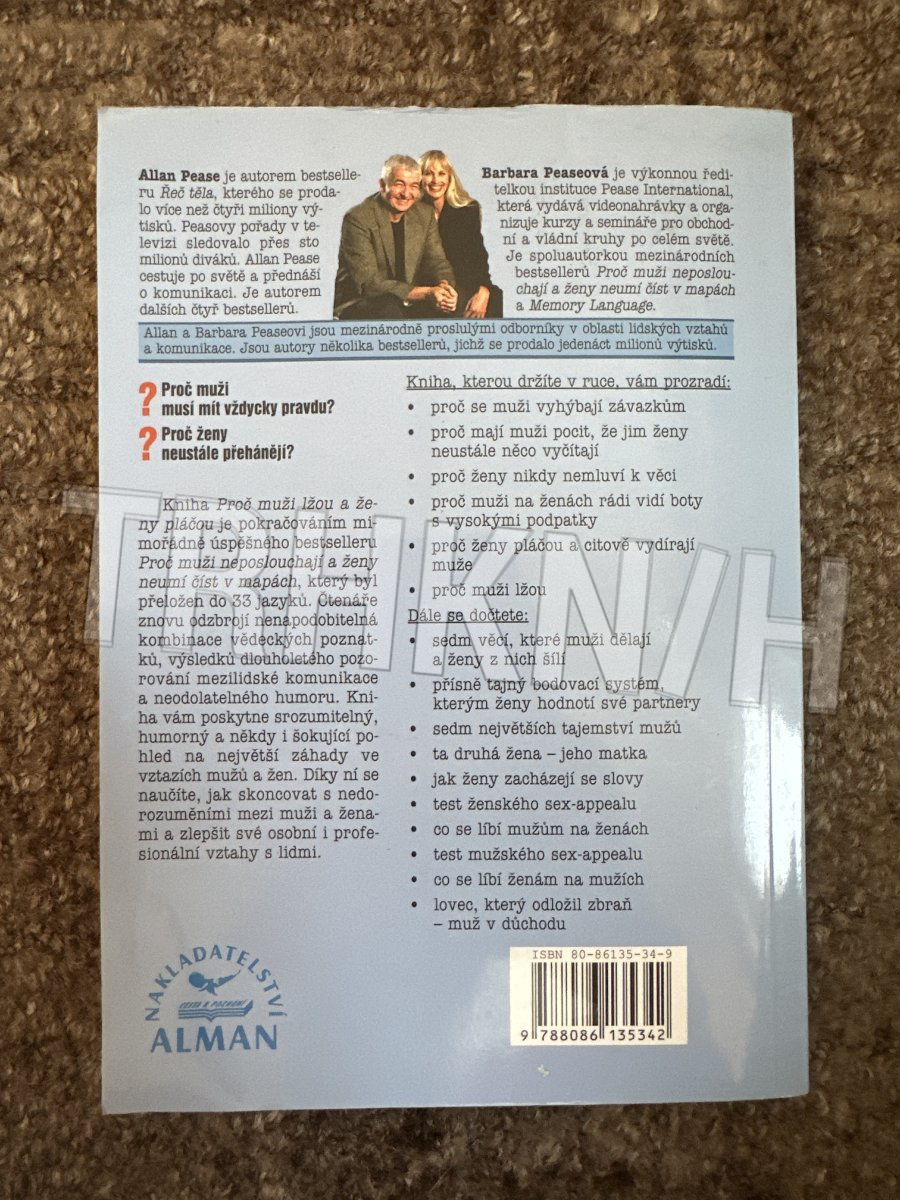 Allan Pease je autorem bestselle-
ru Řeč těla, kterého se proda-
lo více než čtyři miliony vý-
tisků. Peasovy pořady v te-
levizi sledovalo přes sto
milionů diváků. Allan Pease
cestuje po světě a přednáší
o komunikaci. Je autorem
dalších čtyř bestsellerů.
Barbara Peaseová je výkonnou ředi-
telkou instituce Pease International,
která vydává videonahrávky a orga-
nizuje kurzy a semináře pro obchod-
ní a vládní kruhy po celém světě.
Je spoluautorkou mezinárodních
bestsellerů Proč muži neposlou-
chají a ženy neumí číst v mapách
a Memory Language.
Allan a Barbara Peaseovi jsou mezinárodně proslulými odborníky v oblasti lidských vztahů
a komunikace. Jsou autory několika bestsellerů, jichž se prodalo jedenáct milionů výtisků.
? Proč muži
musí mít vždycky pravdu?
? Proč ženy
neustále přehánějí?
Kniha Proč muži lžou a že-
ny pláčou je pokračováním mi-
mořádně úspěšného bestselleru
Proč muži neposlouchají a ženy
neumí číst v mapách, který byl
přeložen do 33 jazyků. Čtenáře
znovu odzbrojí nenapodobitelná
kombinace vědeckých poznat-
ků, výsledků dlouholetého pozo-
rování mezilidské komunikace
a neodolatelného humoru. Kni-
ha vám poskytne srozumitelný,
humorný a někdy i šokující po-
hled na největší záhady ve
vztazích mužů a žen. Díky ní se
naučíte, jak skoncovat s nedo-
rozuměními mezi muži a žena-
mi a zlepšit své osobní i profe-
sionální vztahy s lidmi.
Kniha, kterou držíte v ruce, vám prozradí:
• proč se muži vyhýbají závazkům
• proč mají muži pocit, že jim ženy
neustále něco vyčítají
• proč ženy nikdy nemluví k věci
• proč muži na ženách rádi vidí boty
s vysokými podpatky
• proč ženy pláčou a citově vydírají
muže
• proč muži lžou
Dále se dočtete:
• sedm věcí, které muži dělají
a ženy z nich šílí
• přísně tajný bodovací systém,
kterým ženy hodnotí své partnery
• sedm největších tajemství mužů
• ta druhá žena – jeho matka
• jak ženy zacházejí se slovy
• test ženského sex-appealu
• co se líbí mužům na ženách
• test mužského sex-appealu
• co se líbí ženám na mužích
• lovec, který odložil zbraň
– muž v důchodu
TRHKNIH
NAKLADATELSTVÍ
CESTA K POZNÁNÍ
ALMAN
ISBN 80-86135-34-9
9 788086 135342